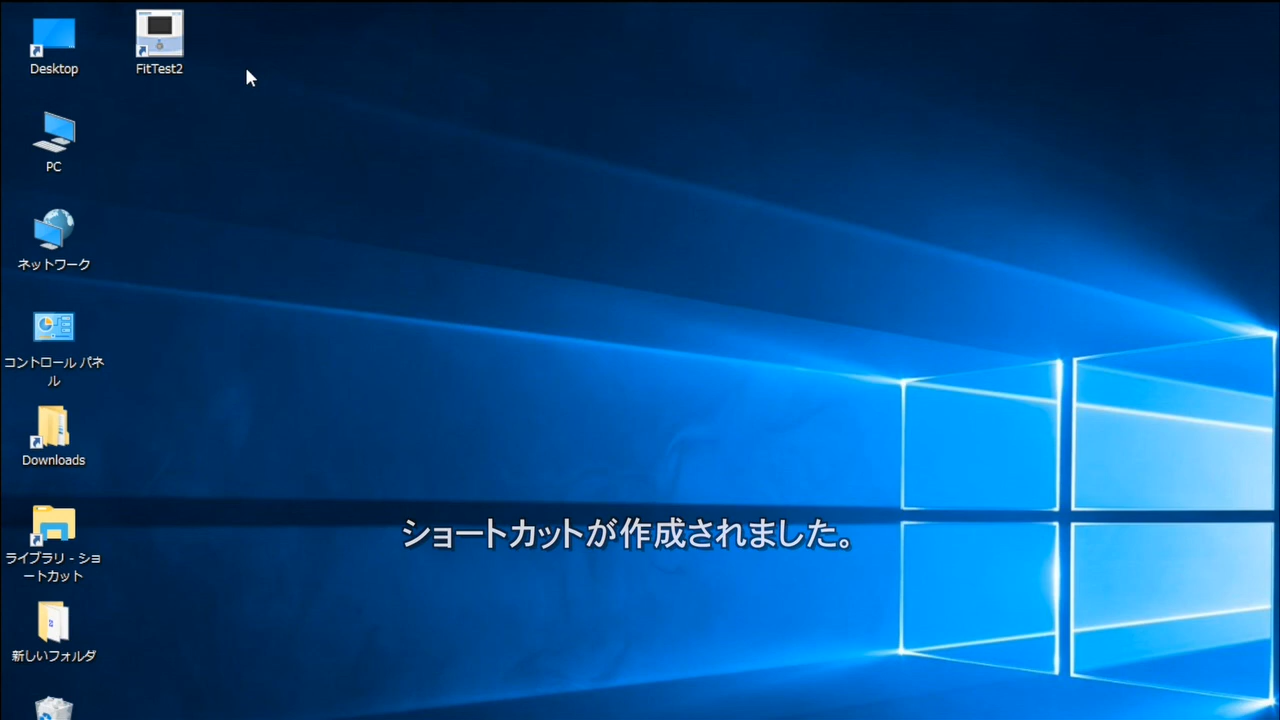 Desktop
FitTest2
PC
ネットワーク
コントロール パネ
ル
Downloads
ライブラリ - ショ
ートカット
新しいフォルダ
ショートカットが作成されました。